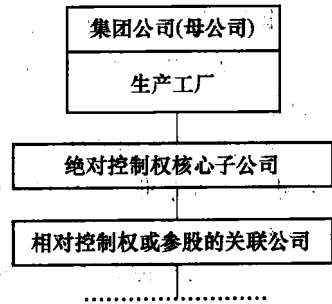 集团公司(母公司)
生产工厂
绝对控制权核心子公司
相对控制权或参股的关联公司